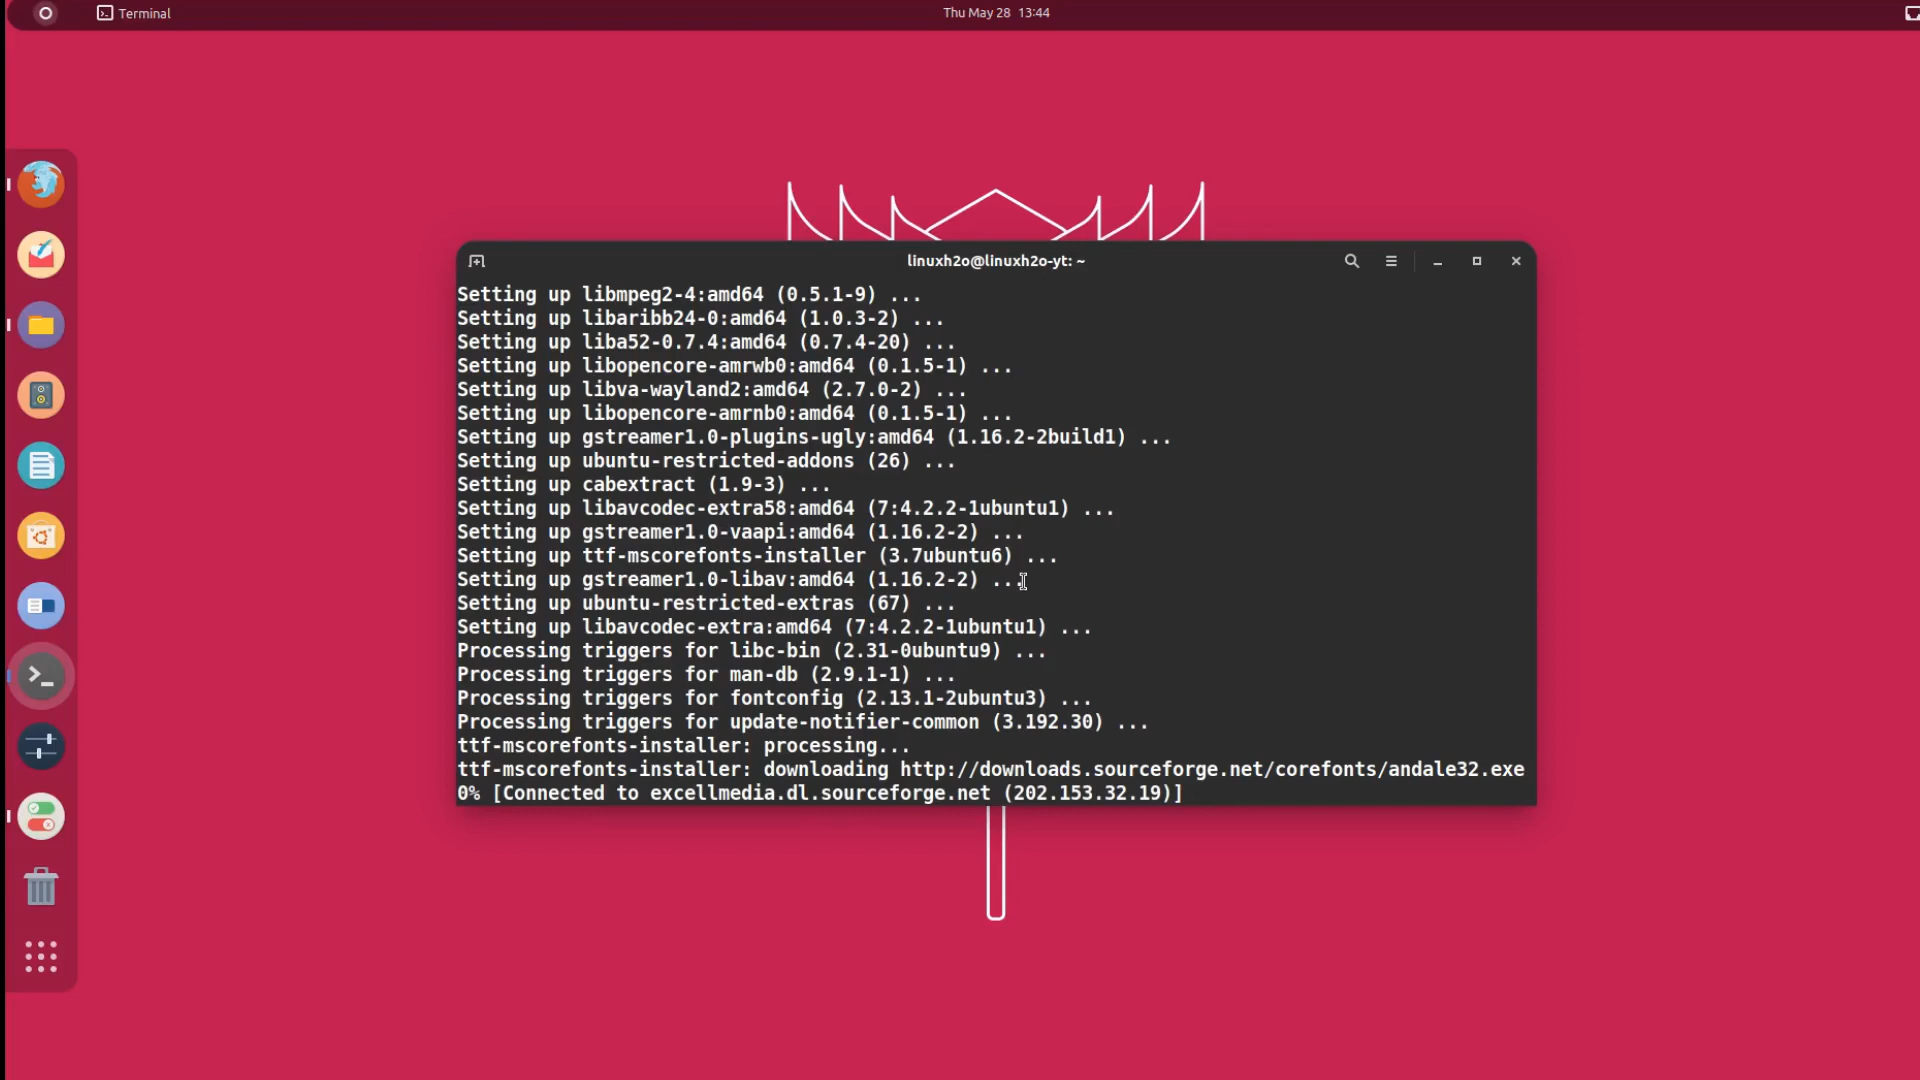 Terminal
Thu May 28 13:44
linuxh2o@linuxh2o-yt: ~
Setting up libmpeg2-4:amd64 (0.5.1-9) ...
Setting up libaribb24-0:amd64 (1.0.3-2) ...
Setting up liba52-0.7.4:amd64 (0.7.4-20) ...
Setting up libopencore-amrwb0:amd64 (0.1.5-1) ...
Setting up libva-wayland2:amd64 (2.7.0-2) ...
Setting up libopencore-amrnb0:amd64 (0.1.5-1) ...
Setting up gstreamer1.0-plugins-ugly:amd64 (1.16.2-2build1) ...
Setting up ubuntu-restricted-addons (26) ...
Setting up cabextract (1.9-3) ...
Setting up libavcodec-extra58:amd64 (7:4.2.2-1ubuntu1) ...
Setting up gstreamer1.0-vaapi:amd64 (1.16.2-2) ...
Setting up ttf-mscorefonts-installer (3.7ubuntu6) ...
Setting up gstreamer1.0-libav:amd64 (1.16.2-2) ...
Setting up ubuntu-restricted-extras (67) ...
Setting up libavcodec-extra:amd64 (7:4.2.2-1ubuntu1) ...
Processing triggers for libc-bin (2.31-0ubuntu9) ...
Processing triggers for man-db (2.9.1-1) ...
Processing triggers for fontconfig (2.13.1-2ubuntu3) ...
Processing triggers for update-notifier-common (3.192.30) ...
ttf-mscorefonts-installer: processing...
ttf-mscorefonts-installer: downloading http://downloads.sourceforge.net/corefonts/andale32.exe
0% [Connected to excellmedia.dl.sourceforge.net (202.153.32.19)]